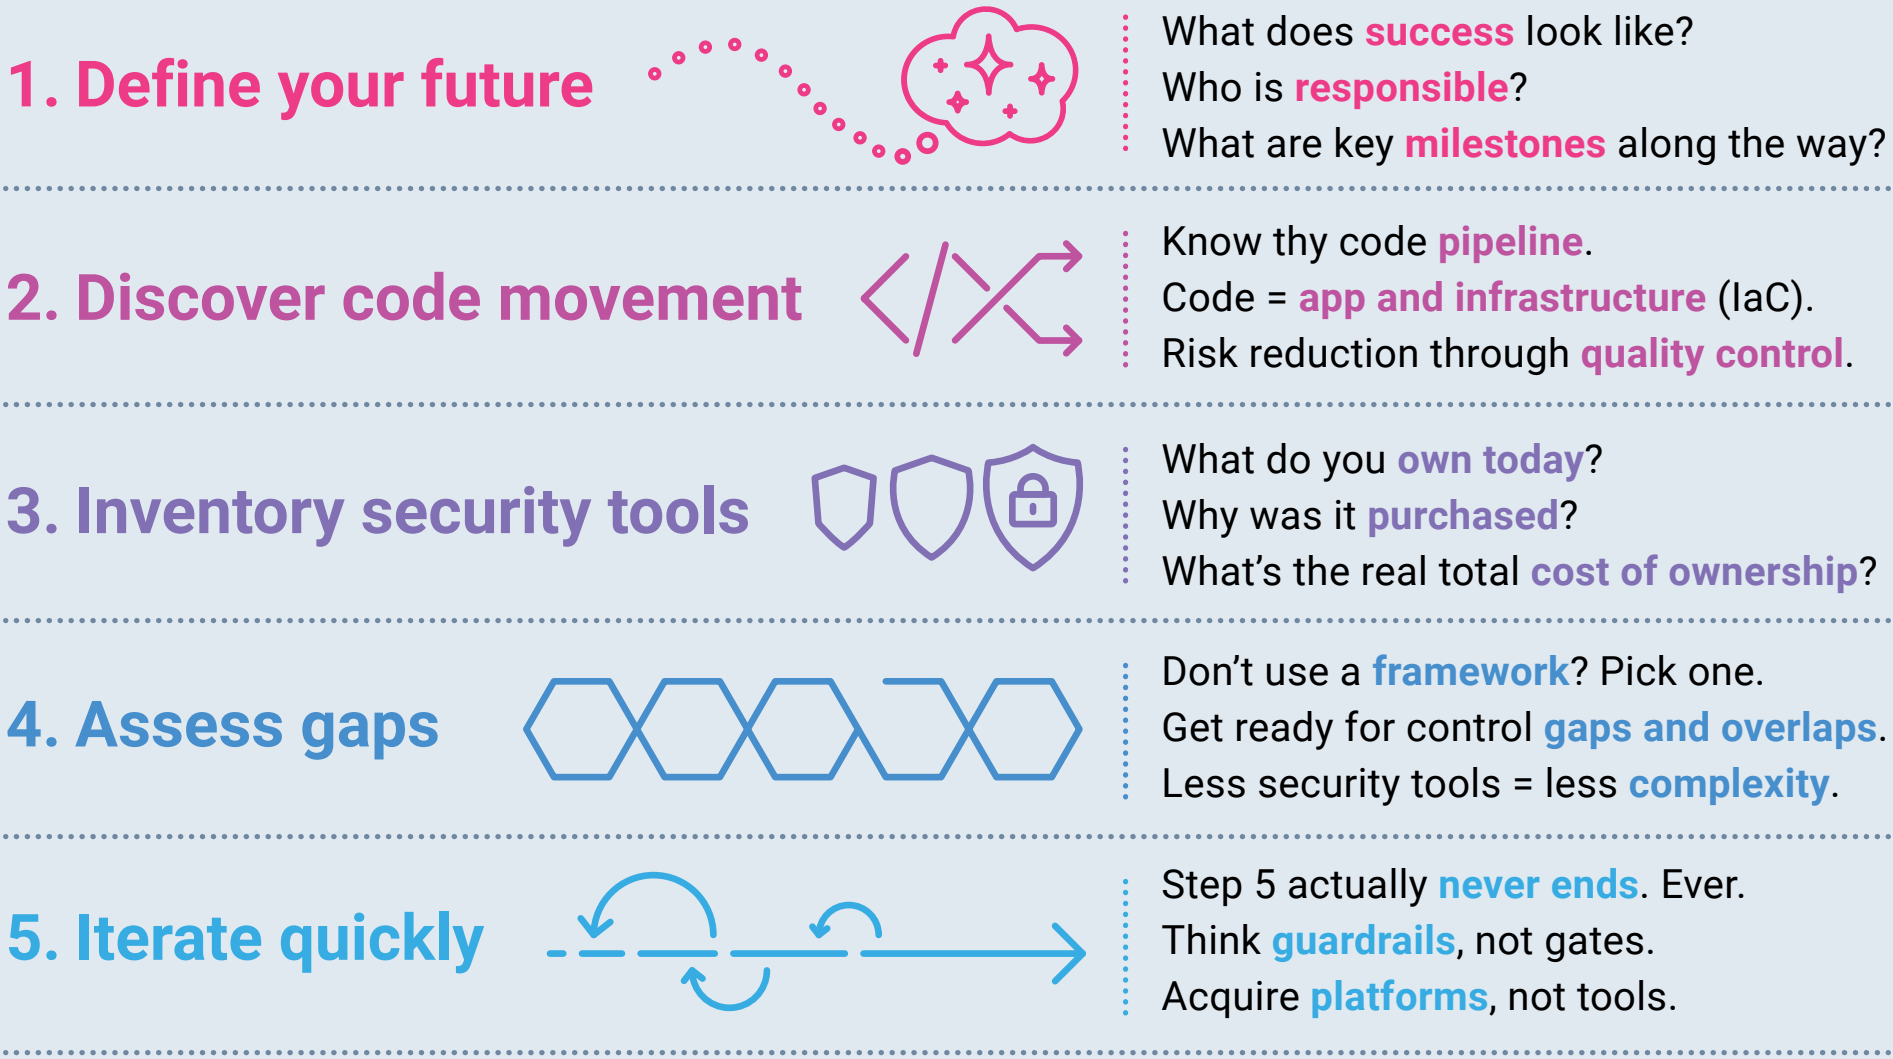 1. Define your future
What does success look like?
Who is responsible?
What are key milestones along the way?
2. Discover code movement
Know thy code pipeline.
Code = app and infrastructure (IaC).
Risk reduction through quality control.
3. Inventory security tools
What do you own today?
Why was it purchased?
What’s the real total cost of ownership?
4. Assess gaps
Don’t use a framework? Pick one.
Get ready for control gaps and overlaps.
Less security tools = less complexity.
5. Iterate quickly
Step 5 actually never ends. Ever.
Think guardrails, not gates.
Acquire platforms, not tools.